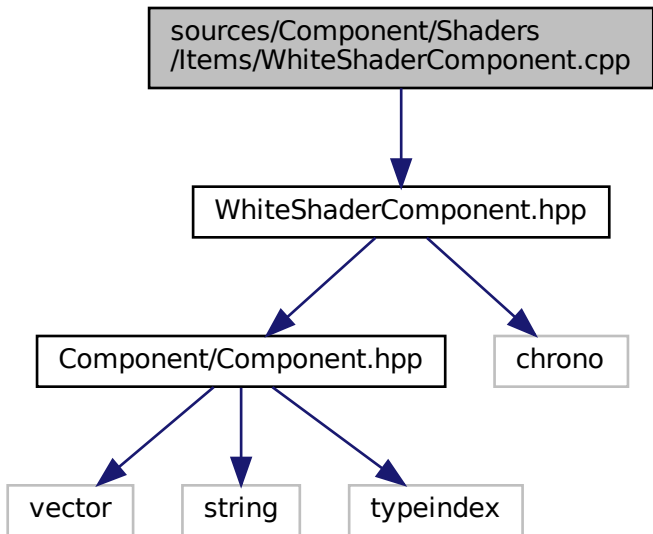 sources/Component/Shaders
/Items/WhiteShaderComponent.cpp
WhiteShaderComponent.hpp
Component/Component.hpp
chrono
vector
string
typeindex